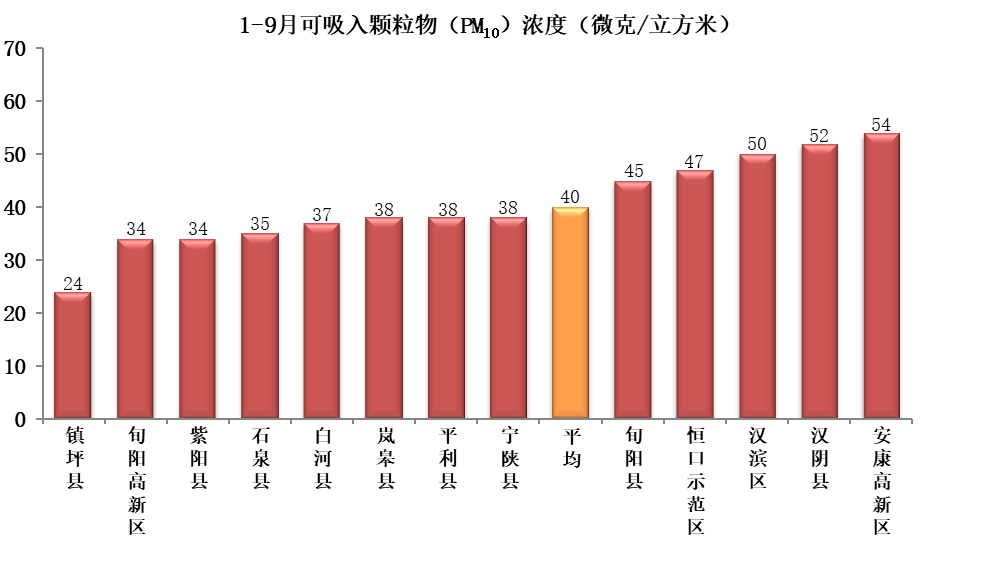 1-9月可吸入颗粒物（PM10）浓度（微克/立方米）
70
60
50
40
30
20
10
0
24
34
34
35
37
38
38
38
40
45
47
50
52
54
镇坪县
旬阳高新区
紫阳县
石泉县
白河县
岚皋县
平利县
宁陕县
平均
旬阳县
恒口示范区
汉滨区
汉阴县
安康高新区